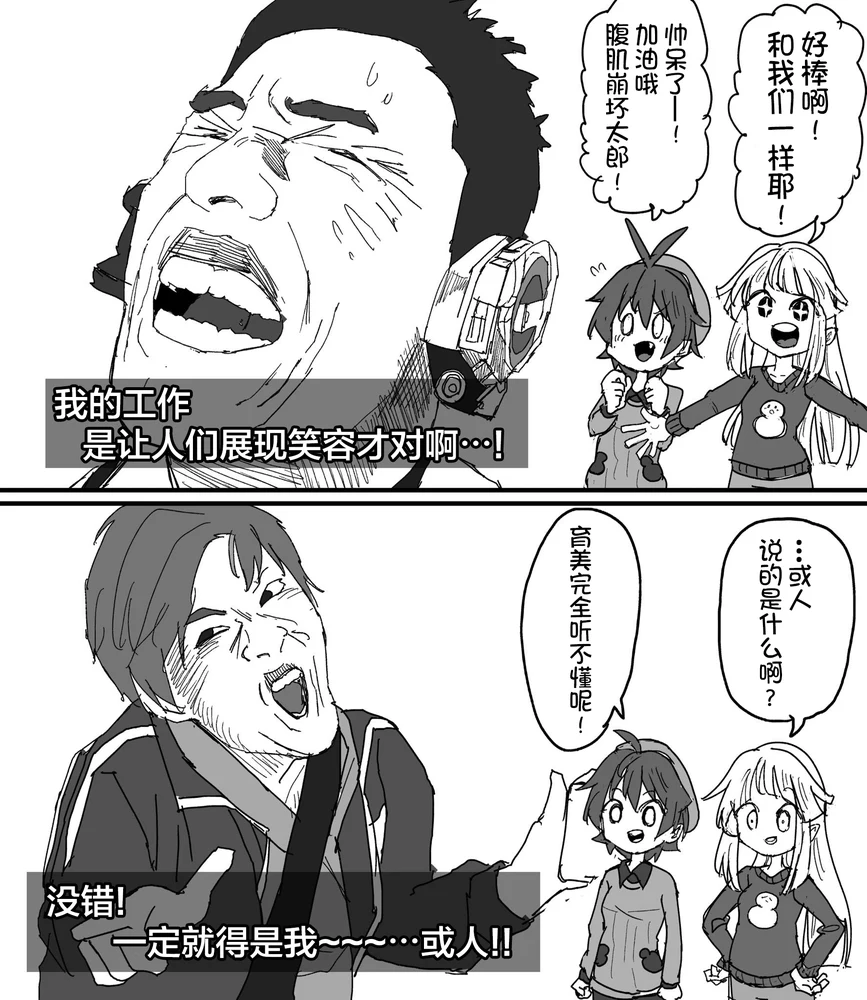 好棒啊！
和我们一样耶！
帅呆了ー！
加油哦
腹肌崩坏太郎！
我的工作
是让人们展现笑容才对啊…!
…或人
说的是什么啊？
育美完全听不懂呢！
没错!
一定就得是我~~~…或人!!